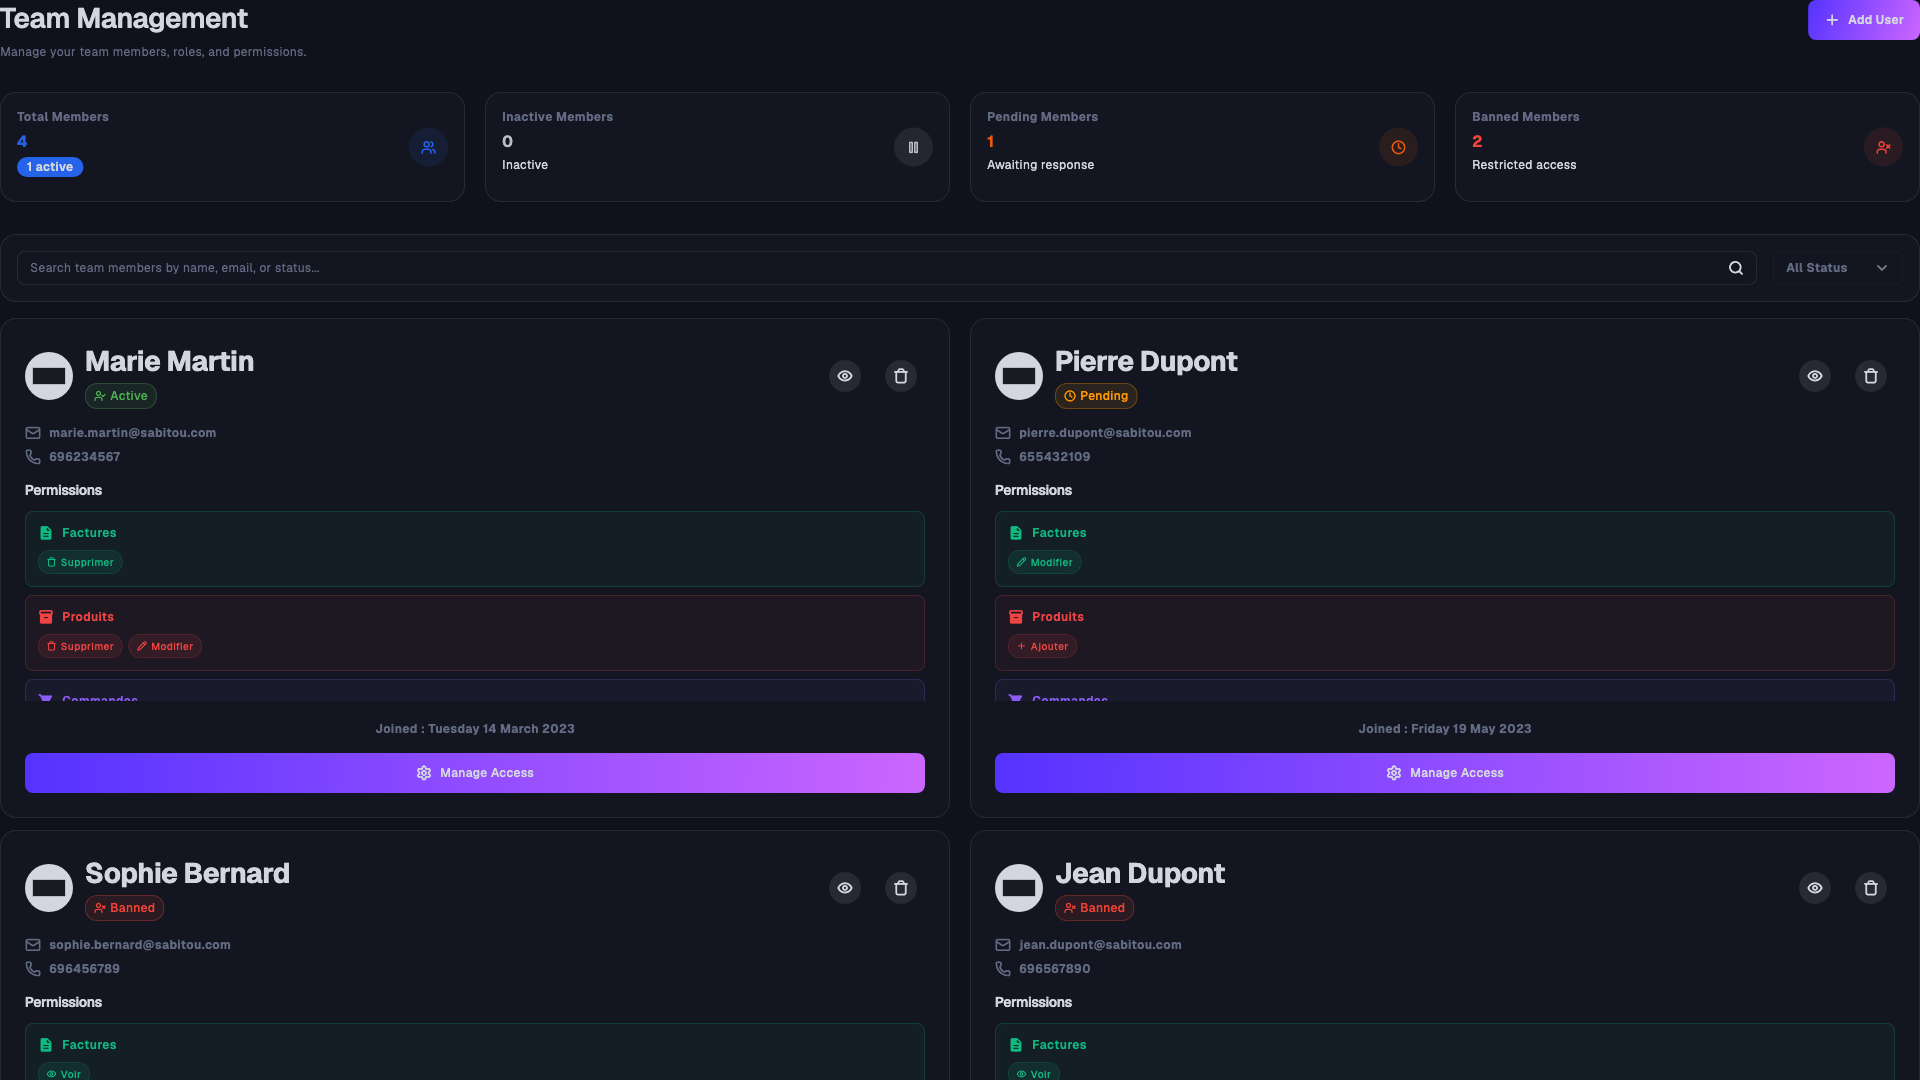 Team Management
Add User
Manage your team members, roles, and permissions.
Total Members
4
1 active
Inactive Members
0
Inactive
Pending Members
1
Awaiting response
Banned Members
2
Restricted access
Search team members by name, email, or status...
All Status
Marie Martin
Active
marie.martin@sabitou.com
696234567
Permissions
Factures
Supprimer
Produits
Supprimer Modifier
Commandes
Joined : Tuesday 14 March 2023
Manage Access
Pierre Dupont
Pending
pierre.dupont@sabitou.com
655432109
Permissions
Factures
Modifier
Produits
Ajouter
Commandes
Joined : Friday 19 May 2023
Manage Access
Sophie Bernard
Banned
sophie.bernard@sabitou.com
696456789
Permissions
Factures
Voir
Jean Dupont
Banned
jean.dupont@sabitou.com
696567890
Permissions
Factures
Voir